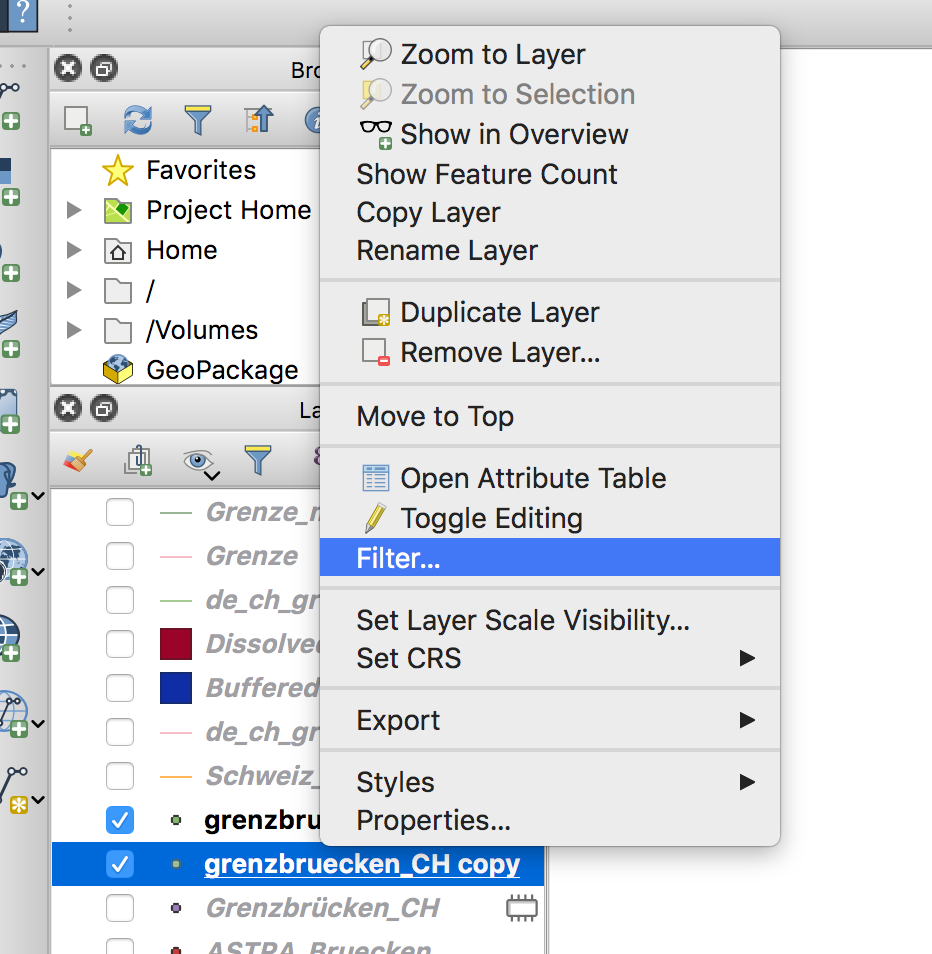 ?
Zoom to Layer
Zoom to Selection
Show in Overview
Show Feature Count
Copy Layer
Rename Layer
Duplicate Layer
Remove Layer...
Move to Top
Open Attribute Table
Toggle Editing
Filter...
Set Layer Scale Visibility...
Set CRS
Export
Styles
Properties...
Bro
Favorites
Project Home
Home
/
/Volumes
GeoPackage
La
Grenze_
Grenze
de_ch_gr
Dissolved
Buffered
de_ch_gr
Schweiz_
grenzbru
grenzbruecken_CH copy
Grenzbrücken_CH
ASTRA_Bruecken